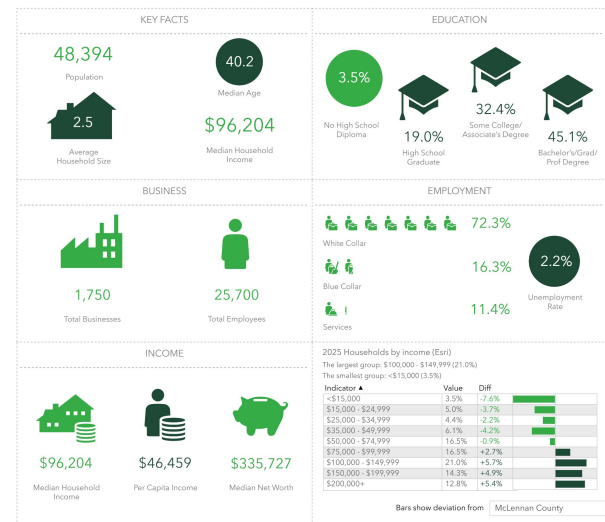 KEY FACTS
48,394
Population
40.2
Median Age
2.5
Average
Household Size
$96,204
Median Household
Income
EDUCATION
3.5%
No High School
Diploma
19.0%
High School
Graduate
32.4%
Some College/
Associate's Degree
45.1%
Bachelor's/Grad/
Prof Degree
BUSINESS
1,750
Total Businesses
25,700
Total Employees
EMPLOYMENT
72.3%
White Collar
16.3%
Blue Collar
11.4%
Services
2.2%
Unemployment
Rate
INCOME
$96,204
Median Household
Income
$46,459
Per Capita Income
$335,727
Median Net Worth
2025 Households by income (Esri)
The largest group: $100,000 - $149,999 (21.0%)
The smallest group: <$15,000 (3.5%)
Indicator ▲ Value Diff
<$15,000 3.5% -7.6%
$15,000 - $24,999 5.0% -3.7%
$25,000 - $34,999 4.4% -2.2%
$35,000 - $49,999 6.1% -4.2%
$50,000 - $74,999 16.5% -0.9%
$75,000 - $99,999 16.5% +2.7%
$100,000 - $149,999 21.0% +5.7%
$150,000 - $199,999 14.3% +4.9%
$200,000+ 12.8% +5.4%
Bars show deviation from McLennan County